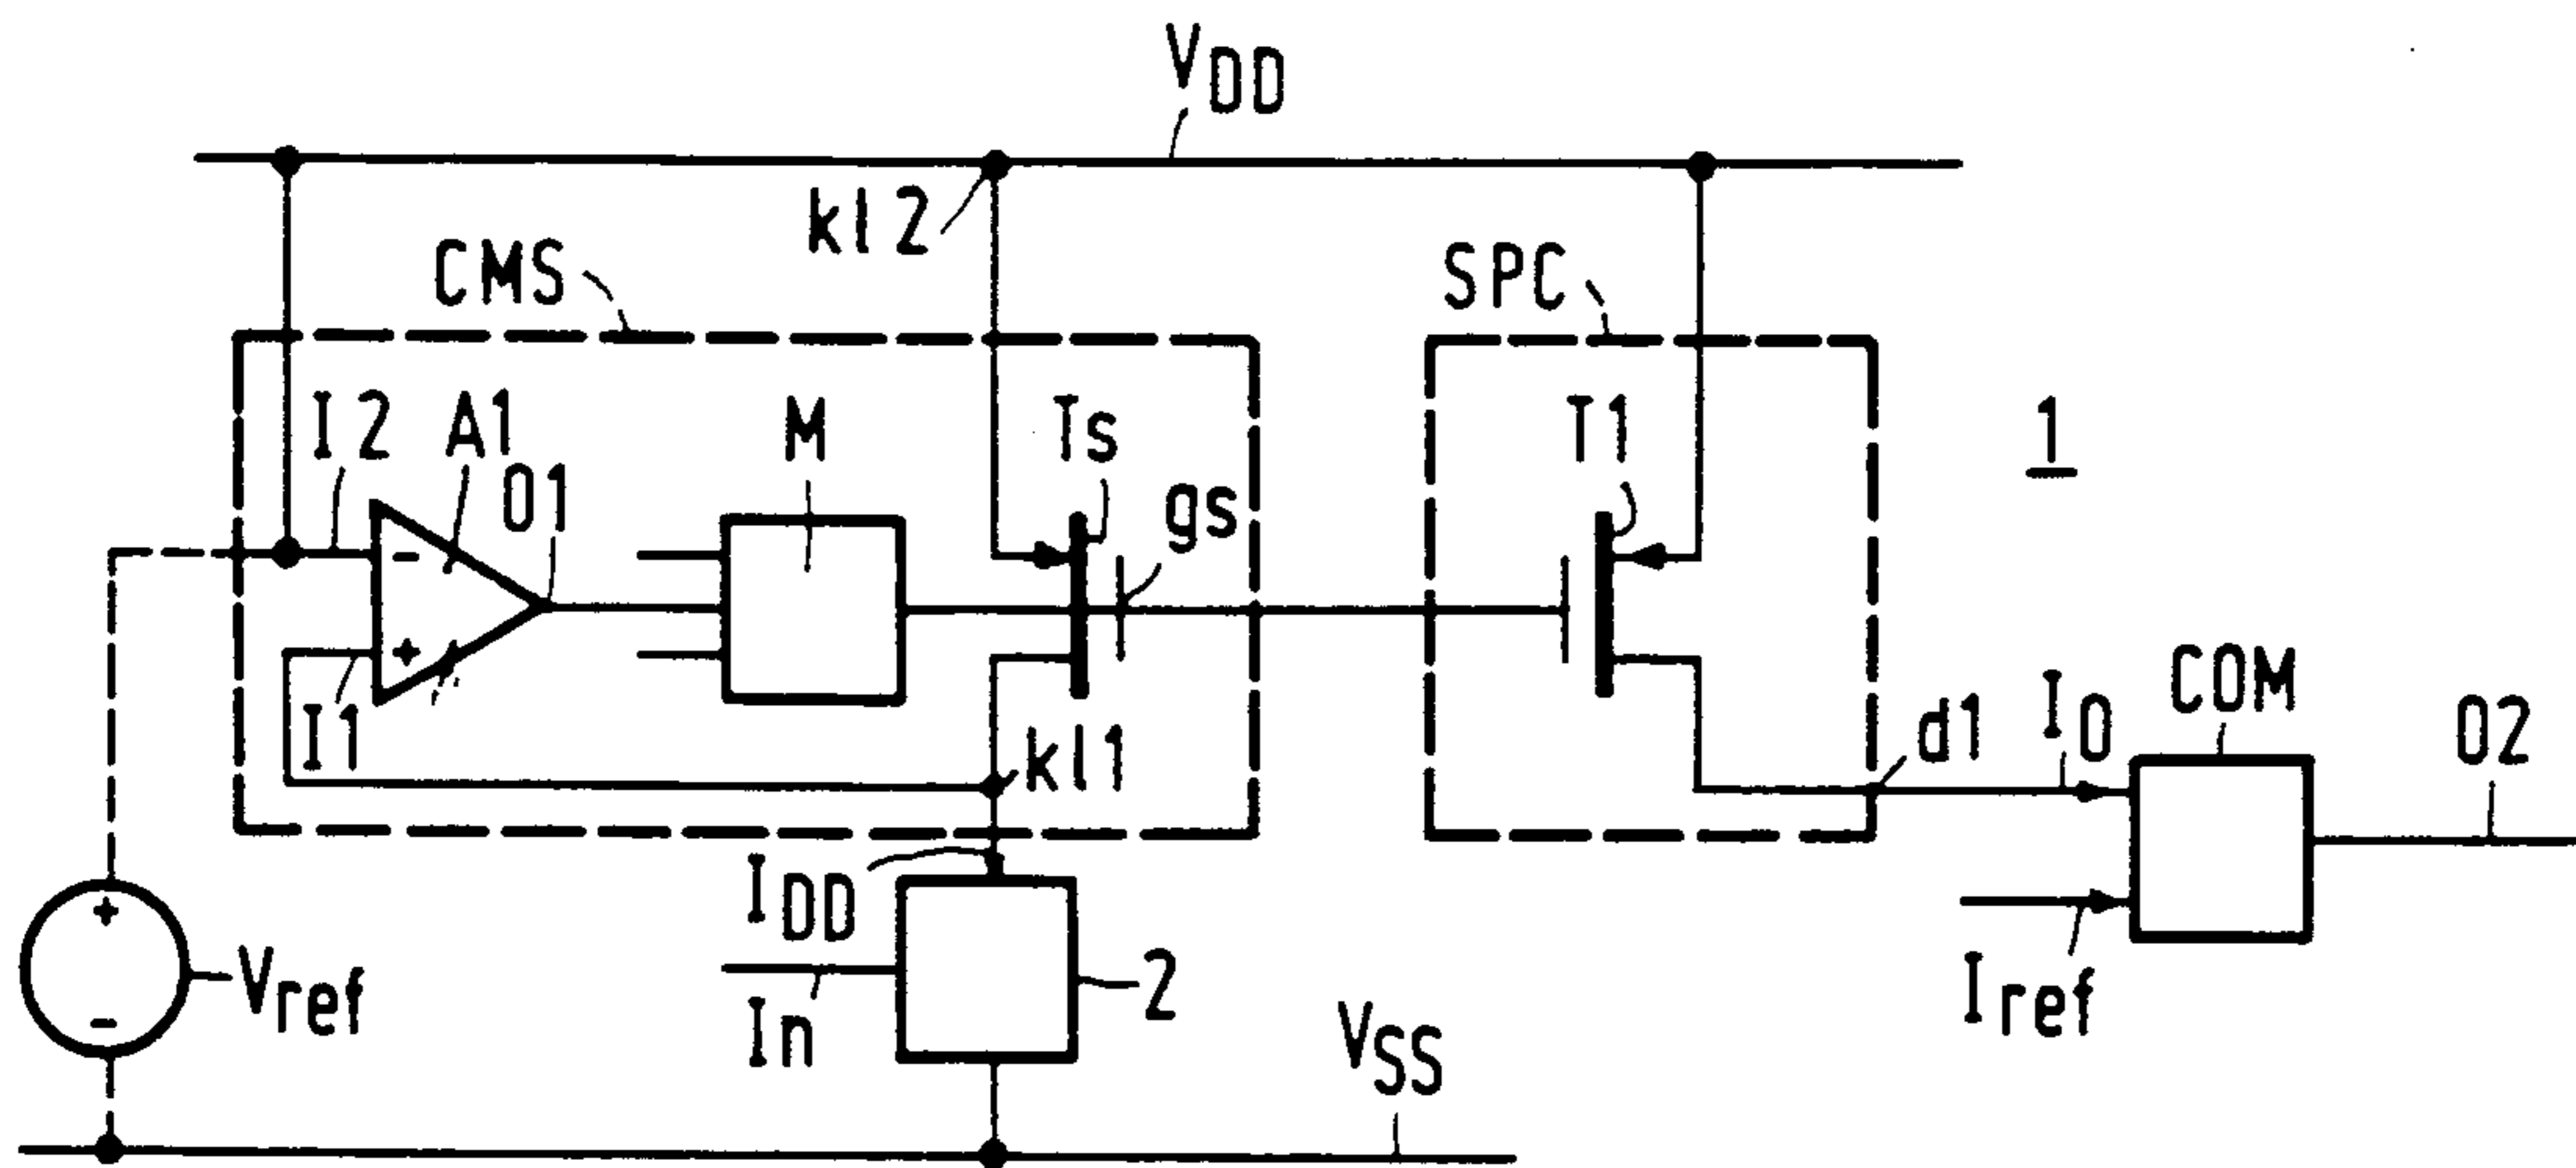 VDD
kl2
CMS
SPC
I2
A1
O1
M
Ts
gs
T1
1
-
+
I1
kl1
d1
IO
COM
O2
IDD
+
-
Vref
In
2
Iref
VSS